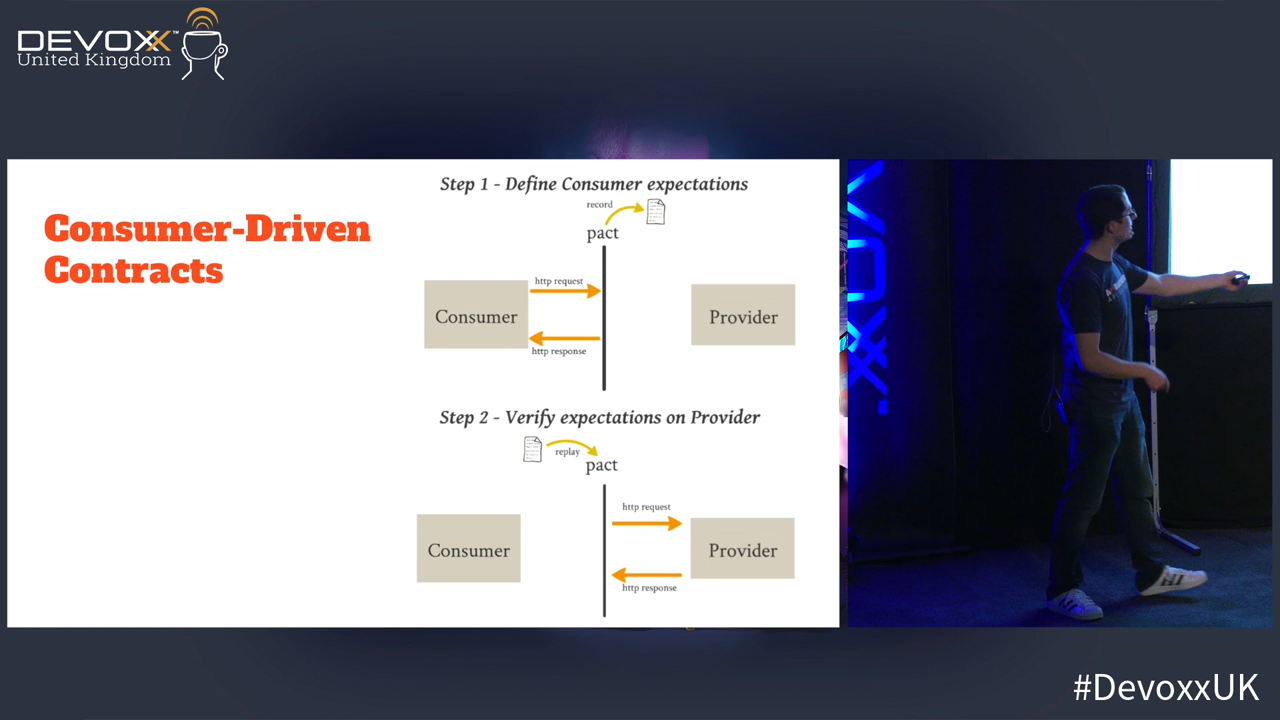 DEVOXX™
United Kingdom
Consumer-Driven
Contracts
Step 1 - Define Consumer expectations
record
pact
http request
Consumer
Provider
http response
Step 2 - Verify expectations on Provider
replay
pact
http request
Consumer
Provider
http response
#DevoxxUK